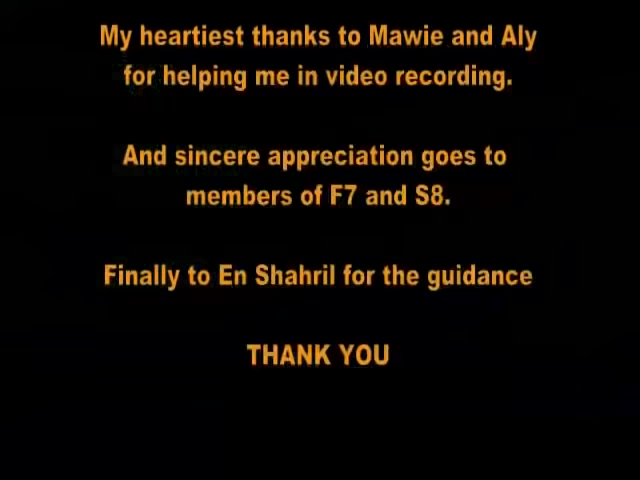 My heartiest thanks to Mawie and Aly
for helping me in video recording.
And sincere appreciation goes to
members of F7 and S8.
Finally to En Shahril for the guidance
THANK YOU